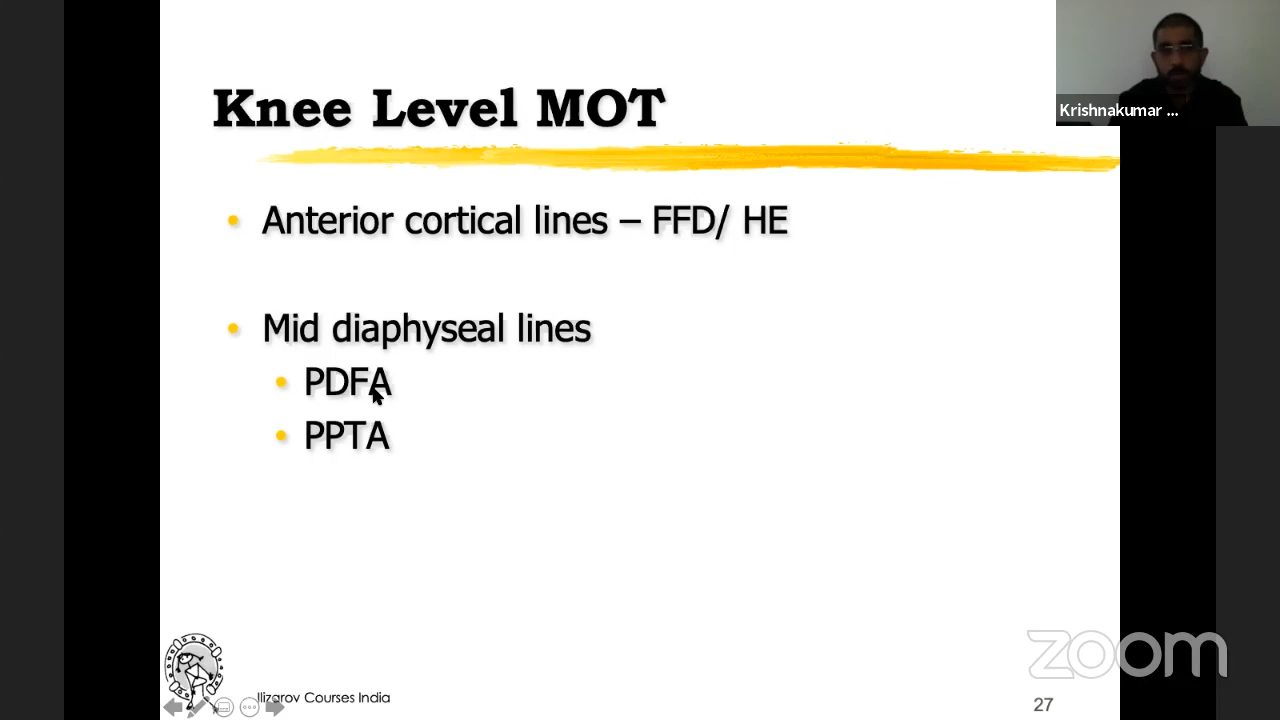 Knee Level MOT
Krishnakumar ...
• Anterior cortical lines – FFD/ HE
• Mid diaphyseal lines
• PDFA
• PPTA
Ilizarov Courses India
zoom
27